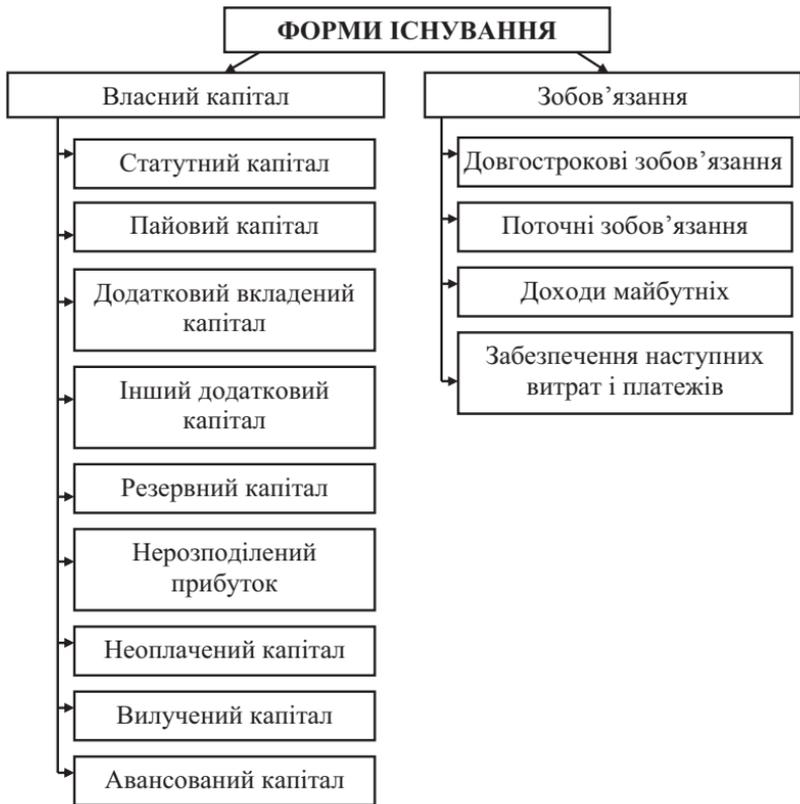 ФОРМИ ІСНУВАННЯ
Власний капітал
Статутний капітал
Пайовий капітал
Додатковий вкладений
капітал
Інший додатковий
капітал
Резервний капітал
Нерозподілений
прибуток
Неоплачений капітал
Вилучений капітал
Авансований капітал
Зобов’язання
Довгострокові зобов’язання
Поточні зобов’язання
Доходи майбутніх
Забезпечення наступних
витрат і платежів